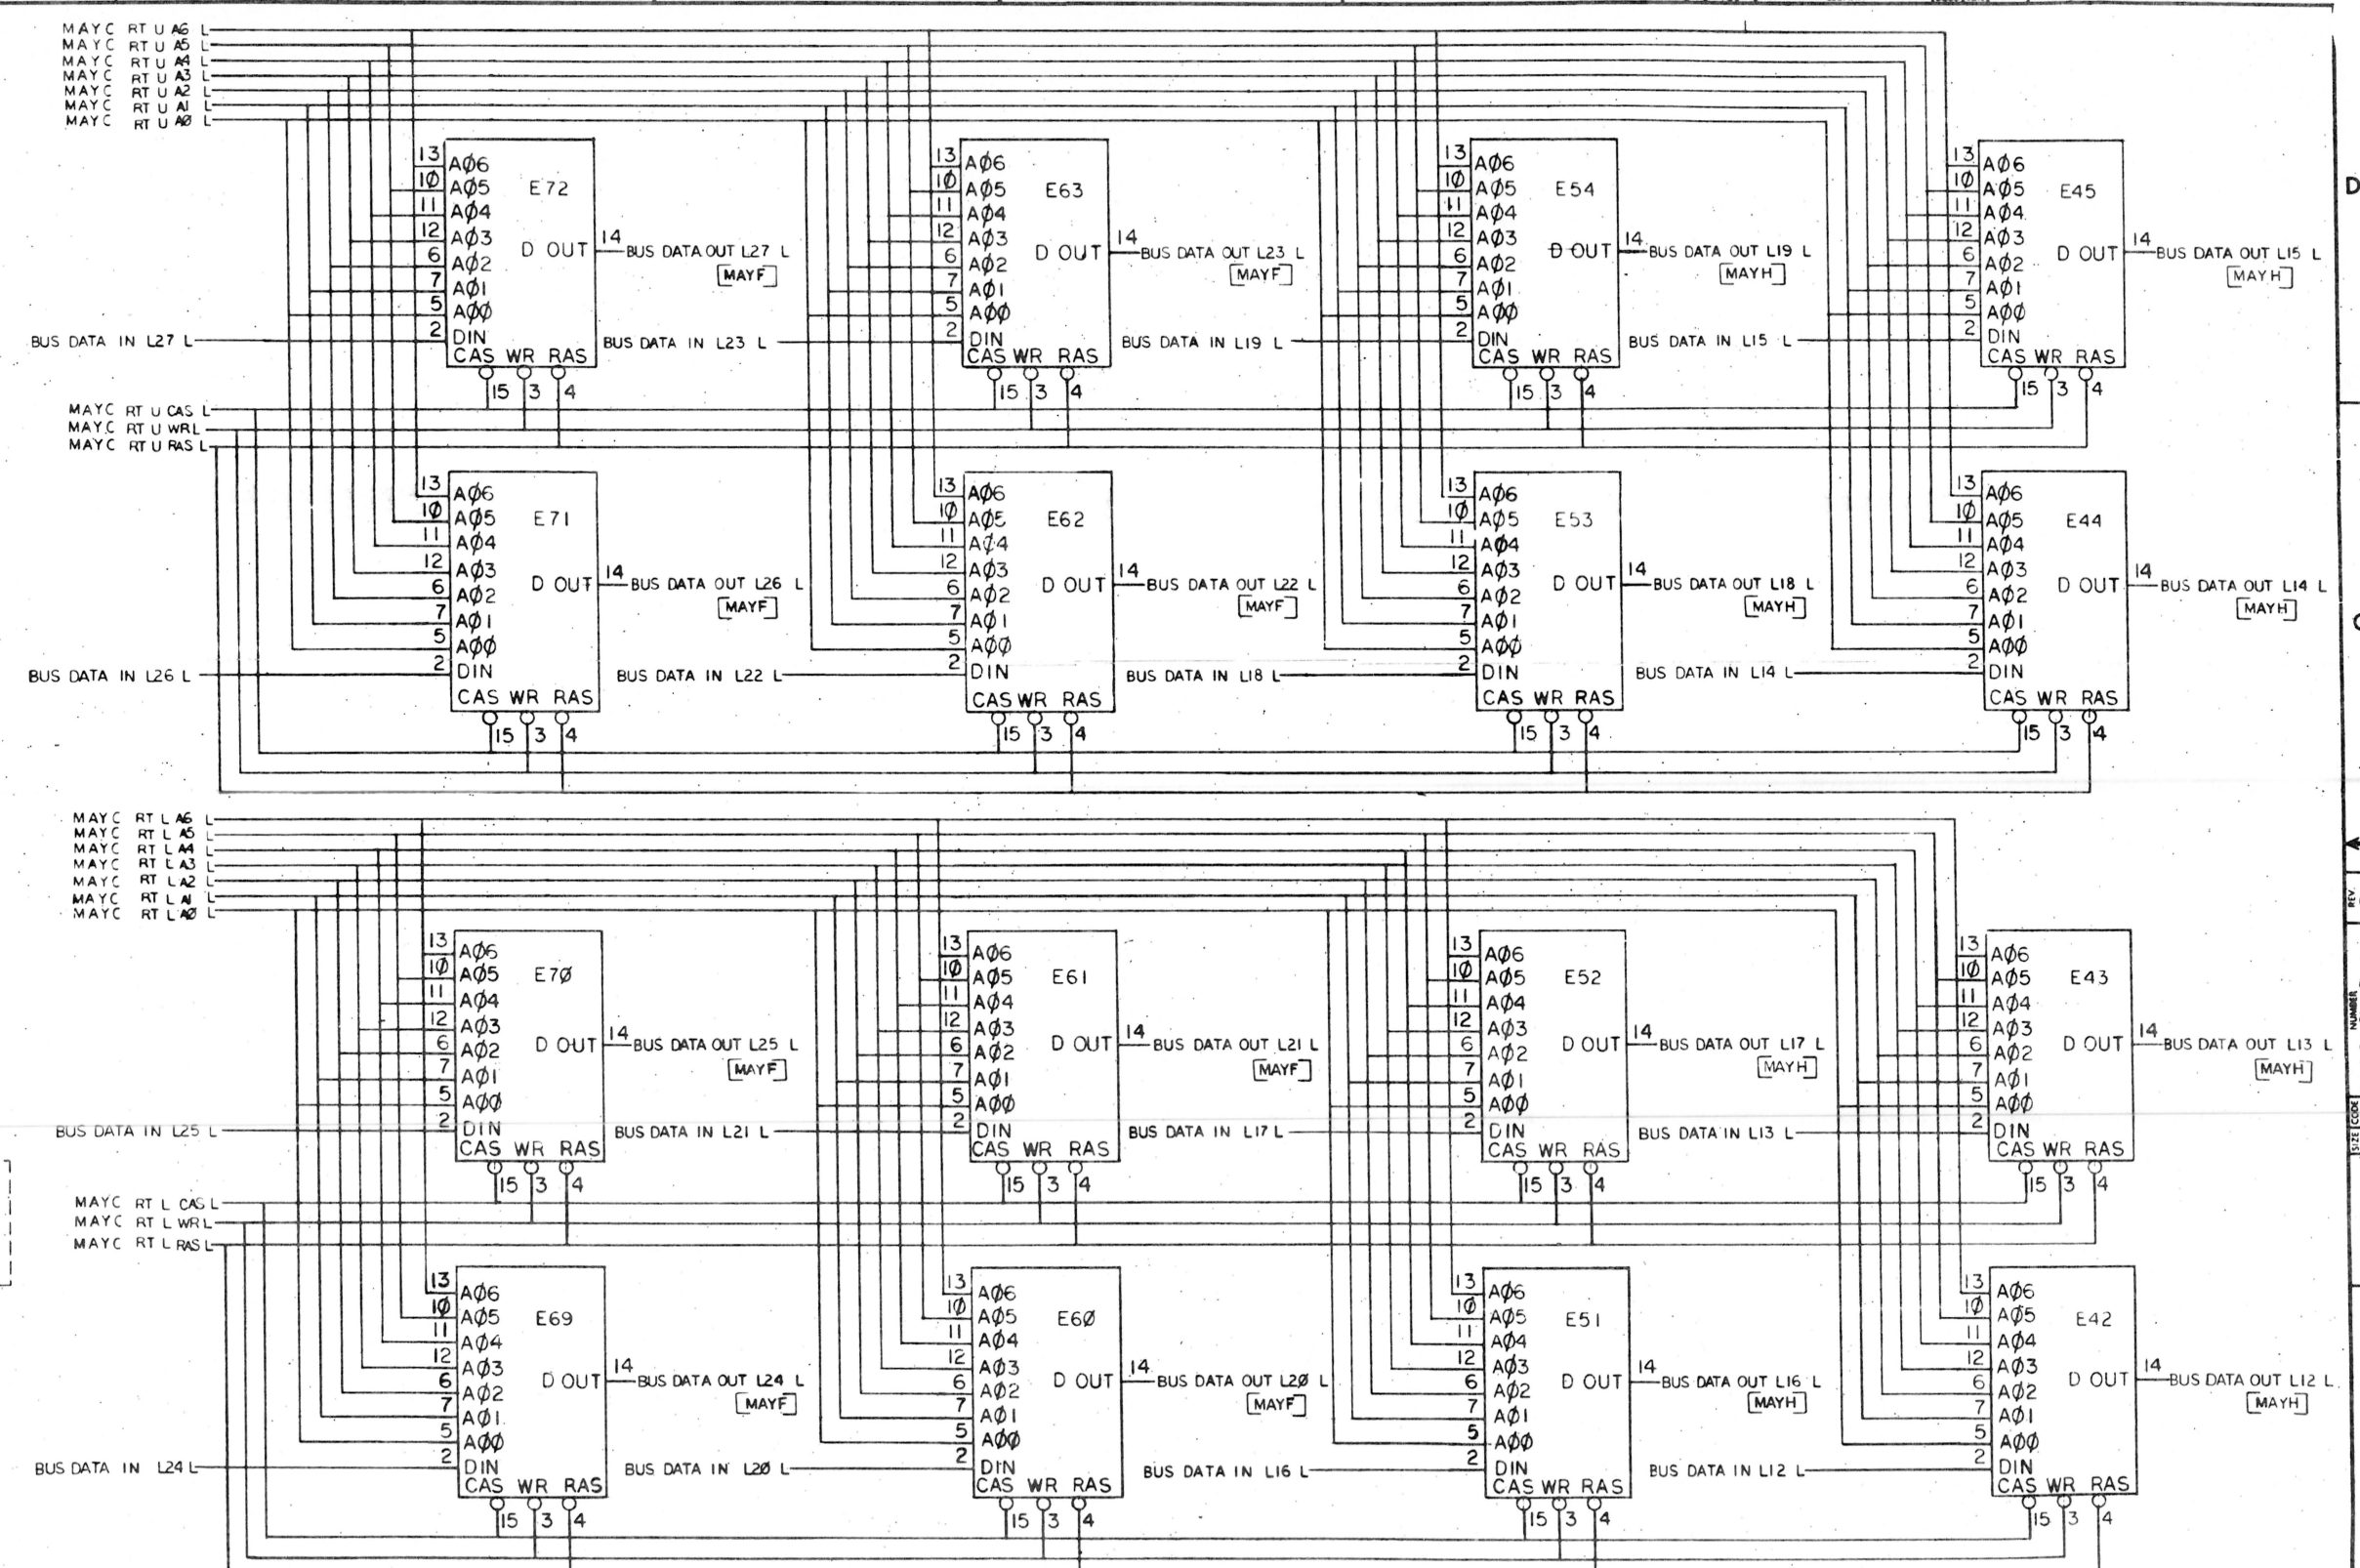 MAYC RT U A6 L
MAYC RT U A5 L
MAYC RT U A4 L
MAYC RT U A3 L
MAYC RT U A2 L
MAYC RT U A1 L
MAYC RT U AØ L
13 AØ6
1Ø AØ5 E72
11 AØ4
12 AØ3
6 AØ2
7 AØ1
5 AØØ
2 DIN
D OUT 14 BUS DATA OUT L27 L
[MAYF]
CAS WR RAS
15 3 4
BUS DATA IN L27 L
13 AØ6
1Ø AØ5 E63
11 AØ4
12 AØ3
6 AØ2
7 AØ1
5 AØØ
2 DIN
D OUT 14 BUS DATA OUT L23 L
[MAYF]
CAS WR RAS
15 3 4
BUS DATA IN L23 L
13 AØ6
1Ø AØ5 E54
11 AØ4
12 AØ3
6 AØ2
7 AØ1
5 AØØ
2 DIN
D OUT 14 BUS DATA OUT L19 L
[MAYH]
CAS WR RAS
15 3 4
BUS DATA IN L19 L
13 AØ6
1Ø AØ5 E45
11 AØ4
12 AØ3
6 AØ2
7 AØ1
5 AØØ
2 DIN
D OUT 14 BUS DATA OUT L15 L
[MAYH]
CAS WR RAS
15 3 4
BUS DATA IN L15 L
D
MAYC RT U CAS L
MAYC RT U WR L
MAYC RT U RAS L
13 AØ6
1Ø AØ5 E71
11 AØ4
12 AØ3
6 AØ2
7 AØ1
5 AØØ
2 DIN
D OUT 14 BUS DATA OUT L26 L
[MAYF]
CAS WR RAS
15 3 4
BUS DATA IN L26 L
13 AØ6
1Ø AØ5 E62
11 AØ4
12 AØ3
6 AØ2
7 AØ1
5 AØØ
2 DIN
D OUT 14 BUS DATA OUT L22 L
[MAYF]
CAS WR RAS
15 3 4
BUS DATA IN L22 L
13 AØ6
1Ø AØ5 E53
11 AØ4
12 AØ3
6 AØ2
7 AØ1
5 AØØ
2 DIN
D OUT 14 BUS DATA OUT L18 L
[MAYH]
CAS WR RAS
15 3 4
BUS DATA IN L18 L
13 AØ6
1Ø AØ5 E44
11 AØ4
12 AØ3
6 AØ2
7 AØ1
5 AØØ
2 DIN
D OUT 14 BUS DATA OUT L14 L
[MAYH]
CAS WR RAS
15 3 4
BUS DATA IN L14 L
MAYC RT L A6 L
MAYC RT L A5 L
MAYC RT L A4 L
MAYC RT L A3 L
MAYC RT L A2 L
MAYC RT L A1 L
MAYC RT L AØ L
13 AØ6
1Ø AØ5 E7Ø
11 AØ4
12 AØ3
6 AØ2
7 AØ1
5 AØØ
2 DIN
D OUT 14 BUS DATA OUT L25 L
[MAYF]
CAS WR RAS
15 3 4
BUS DATA IN L25 L
13 AØ6
1Ø AØ5 E61
11 AØ4
12 AØ3
6 AØ2
7 AØ1
5 AØØ
2 DIN
D OUT 14 BUS DATA OUT L21 L
[MAYF]
CAS WR RAS
15 3 4
BUS DATA IN L21 L
13 AØ6
1Ø AØ5 E52
11 AØ4
12 AØ3
6 AØ2
7 AØ1
5 AØØ
2 DIN
D OUT 14 BUS DATA OUT L17 L
[MAYH]
CAS WR RAS
15 3 4
BUS DATA IN L17 L
13 AØ6
1Ø AØ5 E43
11 AØ4
12 AØ3
6 AØ2
7 AØ1
5 AØØ
2 DIN
D OUT 14 BUS DATA OUT L13 L
[MAYH]
CAS WR RAS
15 3 4
BUS DATA IN L13 L
REV
NUMBER
SIZE CODE
MAYC RT L CAS L
MAYC RT L WR L
MAYC RT L RAS L
13 AØ6
1Ø AØ5 E69
11 AØ4
12 AØ3
6 AØ2
7 AØ1
5 AØØ
2 DIN
D OUT 14 BUS DATA OUT L24 L
[MAYF]
CAS WR RAS
15 3 4
BUS DATA IN L24 L
13 AØ6
1Ø AØ5 E6Ø
11 AØ4
12 AØ3
6 AØ2
7 AØ1
5 AØØ
2 DIN
D OUT 14 BUS DATA OUT L2Ø L
[MAYF]
CAS WR RAS
15 3 4
BUS DATA IN L2Ø L
13 AØ6
1Ø AØ5 E51
11 AØ4
12 AØ3
6 AØ2
7 AØ1
5 AØØ
2 DIN
D OUT 14 BUS DATA OUT L16 L
[MAYH]
CAS WR RAS
15 3 4
BUS DATA IN L16 L
13 AØ6
1Ø AØ5 E42
11 AØ4
12 AØ3
6 AØ2
7 AØ1
5 AØØ
2 DIN
D OUT 14 BUS DATA OUT L12 L
[MAYH]
CAS WR RAS
15 3 4
BUS DATA IN L12 L